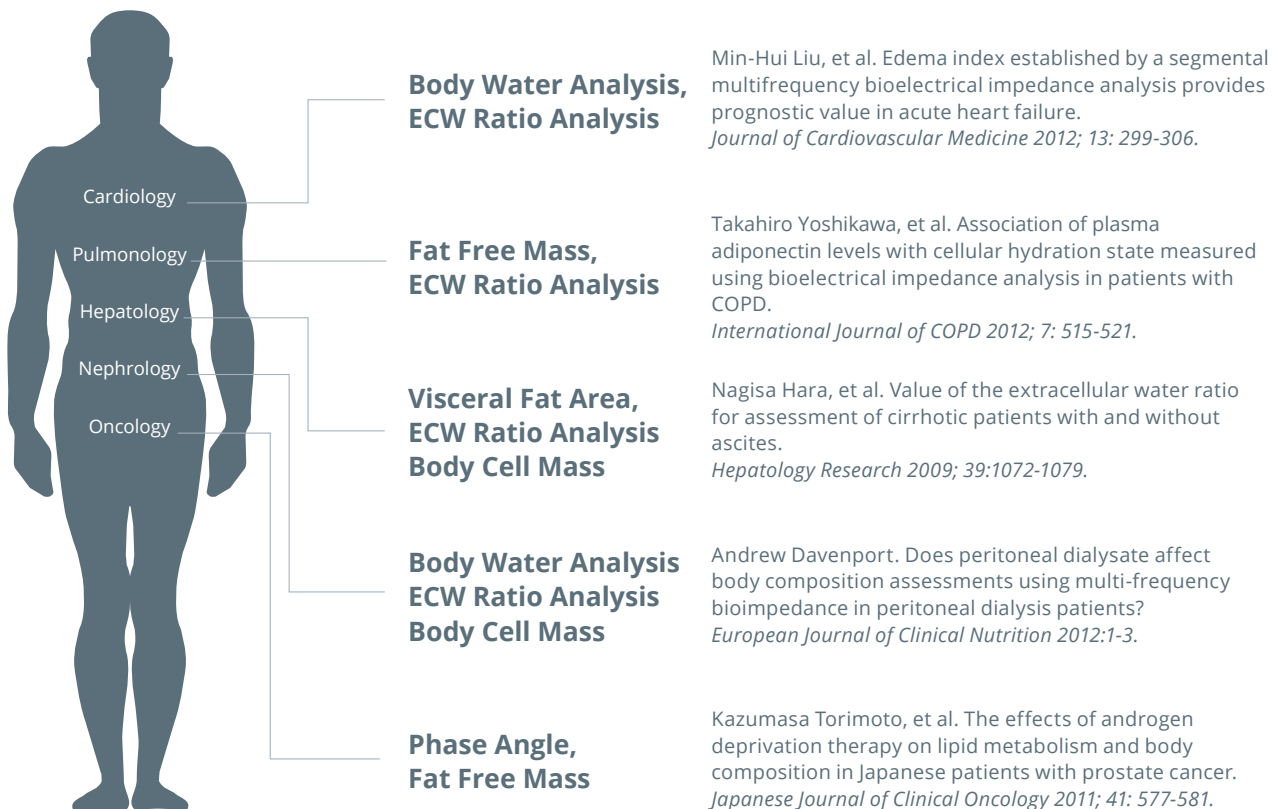 Cardiology
Pulmonology
Hepatology
Nephrology
Oncology
Body Water Analysis,
ECW Ratio Analysis
Min-Hui Liu, et al. Edema index established by a segmental
multifrequency bioelectrical impedance analysis provides
prognostic value in acute heart failure.
Journal of Cardiovascular Medicine 2012; 13: 299-306.
Fat Free Mass,
ECW Ratio Analysis
Takahiro Yoshikawa, et al. Association of plasma
adiponectin levels with cellular hydration state measured
using bioelectrical impedance analysis in patients with
COPD.
International Journal of COPD 2012; 7: 515-521.
Visceral Fat Area,
ECW Ratio Analysis
Body Cell Mass
Nagisa Hara, et al. Value of the extracellular water ratio
for assessment of cirrhotic patients with and without
ascites.
Hepatology Research 2009; 39:1072-1079.
Body Water Analysis
ECW Ratio Analysis
Body Cell Mass
Andrew Davenport. Does peritoneal dialysate affect
body composition assessments using multi-frequency
bioimpedance in peritoneal dialysis patients?
European Journal of Clinical Nutrition 2012:1-3.
Phase Angle,
Fat Free Mass
Kazumasa Torimoto, et al. The effects of androgen
deprivation therapy on lipid metabolism and body
composition in Japanese patients with prostate cancer.
Japanese Journal of Clinical Oncology 2011; 41: 577-581.